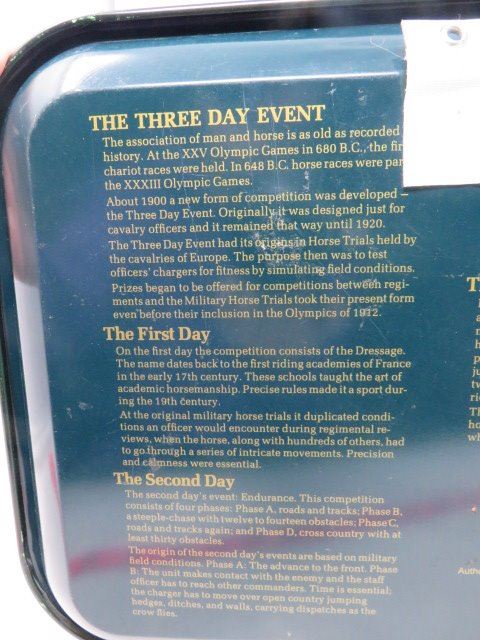 THE THREE DAY EVENT
The association of man and horse is as old as recorded
history. At the XXV Olympic Games in 680 B.C., the fir
chariot races were held. In 648 B.C. horse races were par
the XXXIII Olympic Games.
About 1900 a new form of competition was developed –
the Three Day Event. Originally it was designed just for
cavalry officers and it remained that way until 1920.
The Three Day Event had its origins in Horse Trials held by
the cavalries of Europe. The purpose then was to test
officers' chargers for fitness by simulating field conditions.
Prizes began to be offered for competitions between regi-
ments and the Military Horse Trials took their present form
even before their inclusion in the Olympics of 1912.
The First Day
On the first day the competition consists of the Dressage.
The name dates back to the first riding academies of France
in the early 17th century. These schools taught the art of
academic horsemanship. Precise rules made it a sport dur-
ing the 19th century.
At the original military horse trials it duplicated condi-
tions an officer would encounter during regimental re-
views, when the horse, along with hundreds of others, had
to go through a series of intricate movements. Precision
and calmness were essential.
The Second Day
The second day's event: Endurance. This competition
consists of four phases: Phase A, roads and tracks; Phase B,
a steeple-chase with twelve to fourteen obstacles; Phase C,
roads and tracks again; and Phase D, cross country with at
least thirty obstacles.
The origin of the second day's events are based on military
field conditions. Phase A: The advance to the front. Phase
B: The unit makes contact with the enemy and the staff
officer has to reach other commanders. Time is essential;
the charger has to move over open country jumping
hedges, ditches, and walls, carrying dispatches as the
crow flies.
Autho